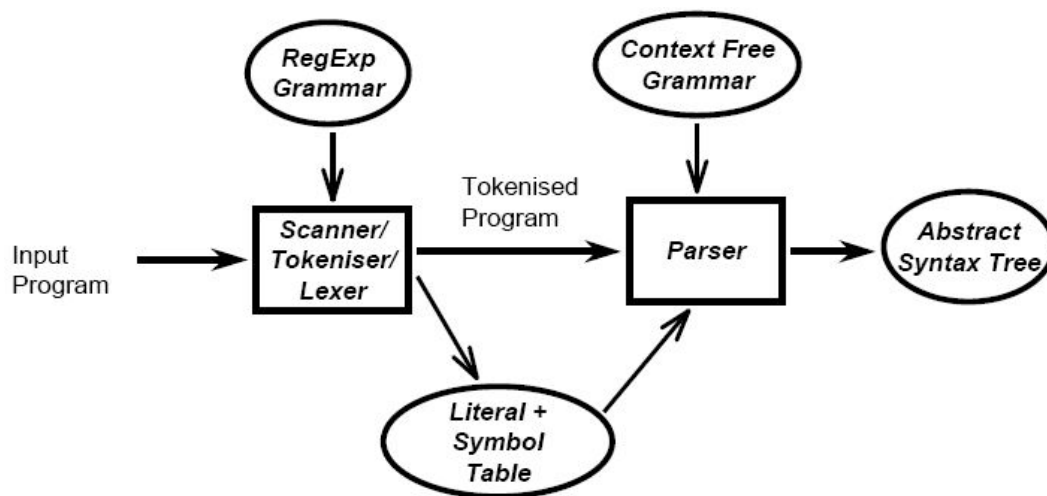 RegExp
Grammar
Context Free
Grammar
Tokenised
Program
Input
Program
Scanner/
Tokeniser/
Lexer
Parser
Abstract
Syntax Tree
Literal +
Symbol
Table